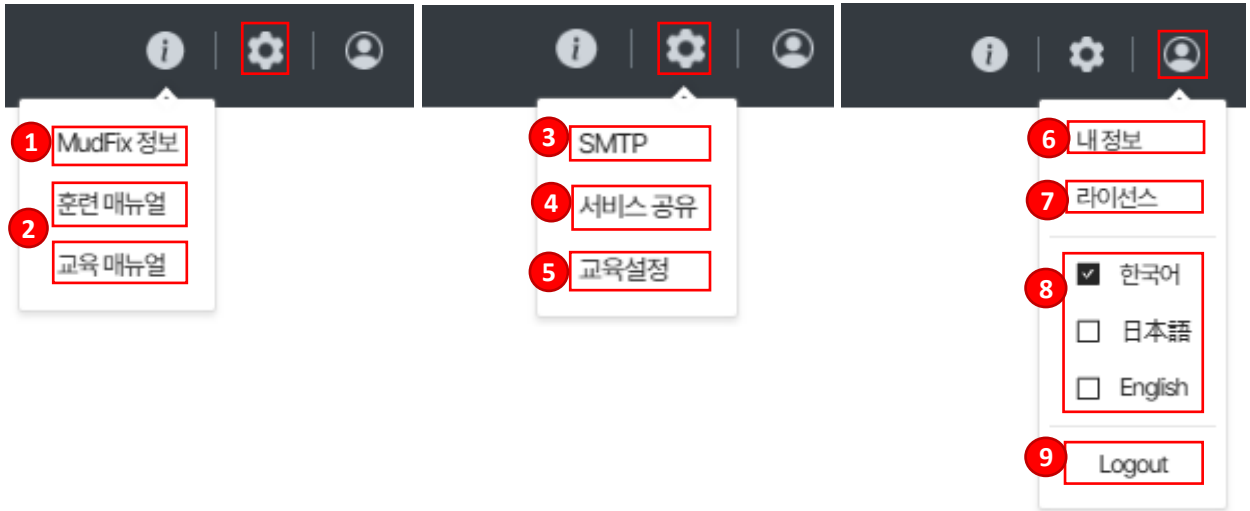 1 MudFix 정보
2
훈련 매뉴얼
교육 매뉴얼
3 SMTP
4 서비스 공유
5 교육설정
6 내 정보
7 라이선스
8
한국어
日本語
English
9 Logout